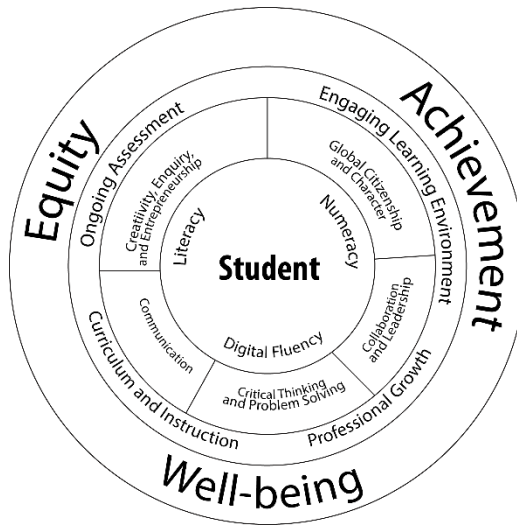 Equity
Achievement
Well-being
Ongoing Assessment
Engaging Learning Environment
Professional Growth
Curriculum and Instruction
Creatiivity, Enquiry,
and Entrepreneurship
Global Citizenship
and Character
Collaboration
and Leadership
Critical Thinking
and Problem Solving
Communication
Literacy
Numeracy
Digital Fluency
Student